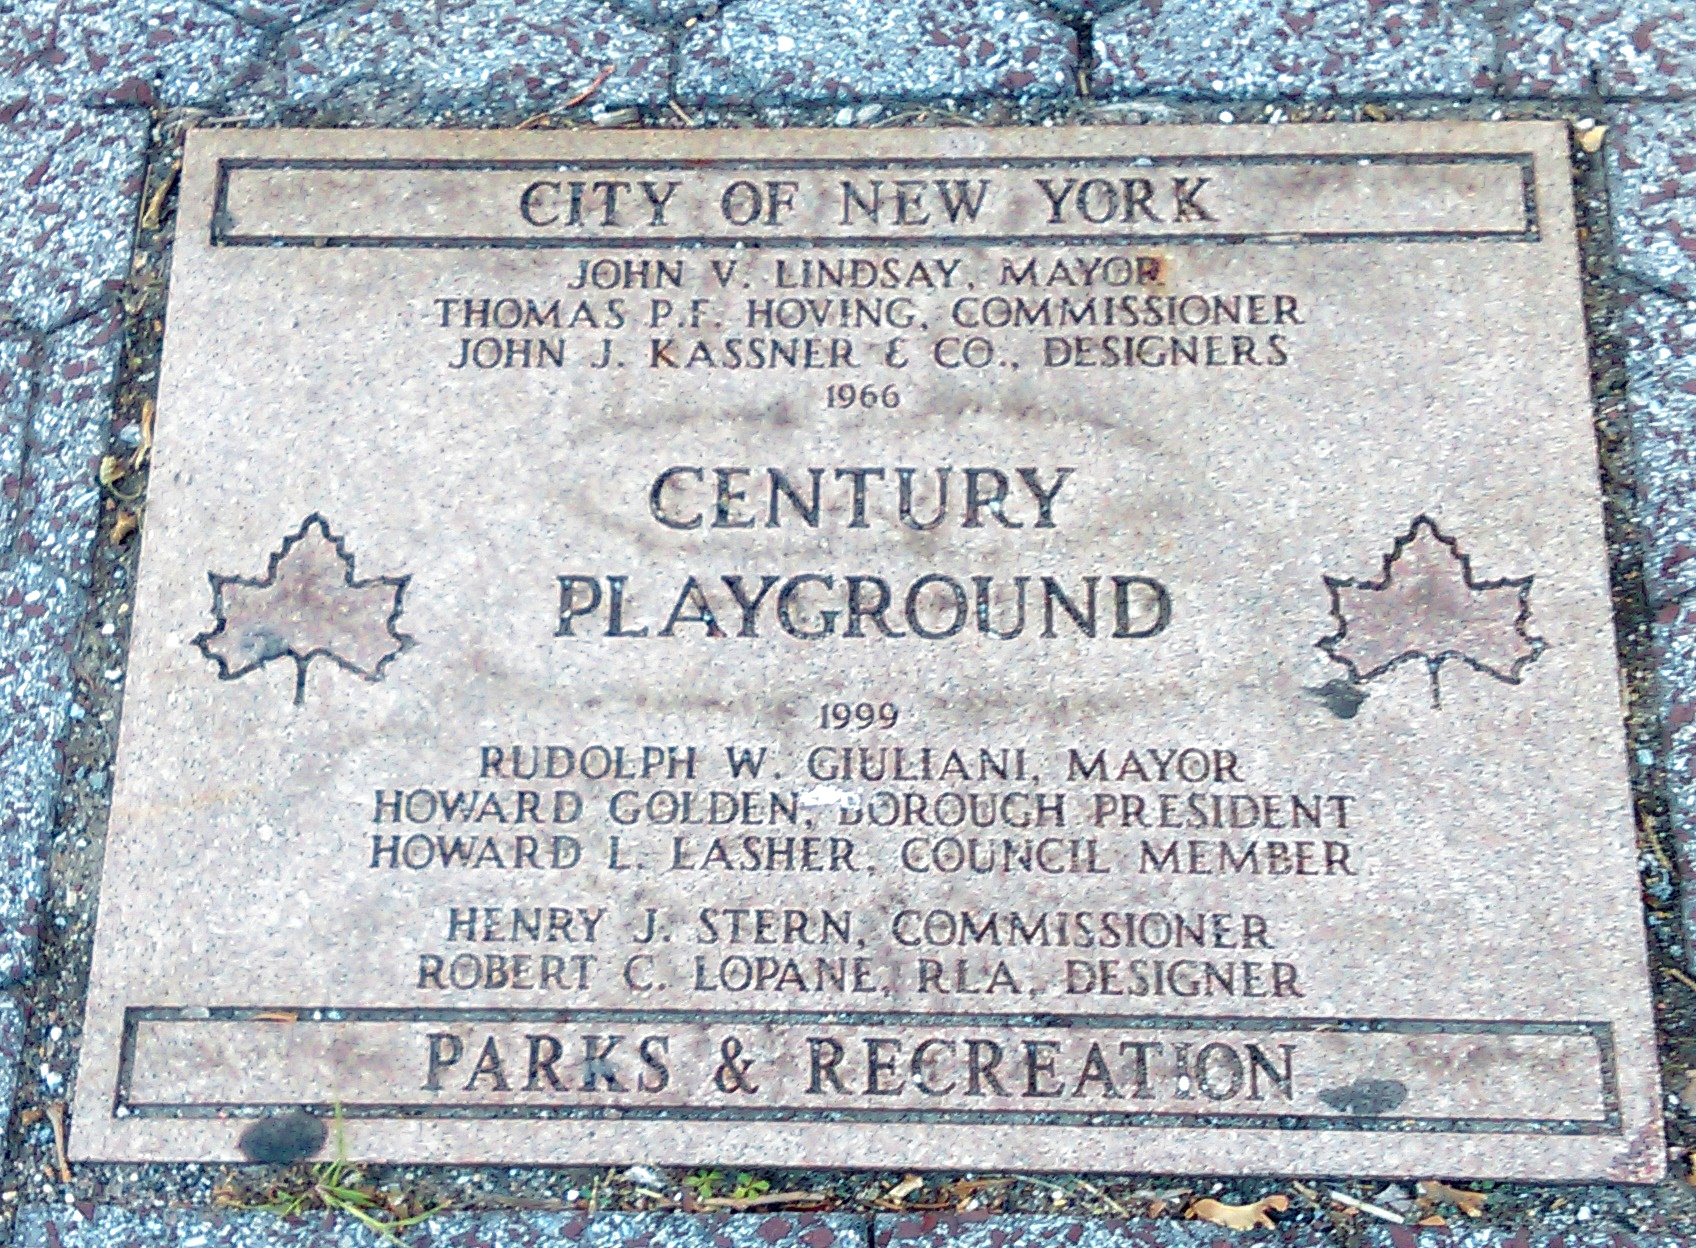 CITY OF NEW YORK
JOHN V. LINDSAY, MAYOR
THOMAS P.F. HOVING, COMMISSIONER
JOHN J. KASSNER & CO., DESIGNERS
1966
CENTURY
PLAYGROUND
1999
RUDOLPH W. GIULIANI, MAYOR
HOWARD GOLDEN, BOROUGH PRESIDENT
HOWARD L. LASHER, COUNCIL MEMBER
HENRY J. STERN, COMMISSIONER
ROBERT C. LOPANE, RLA, DESIGNER
PARKS & RECREATION